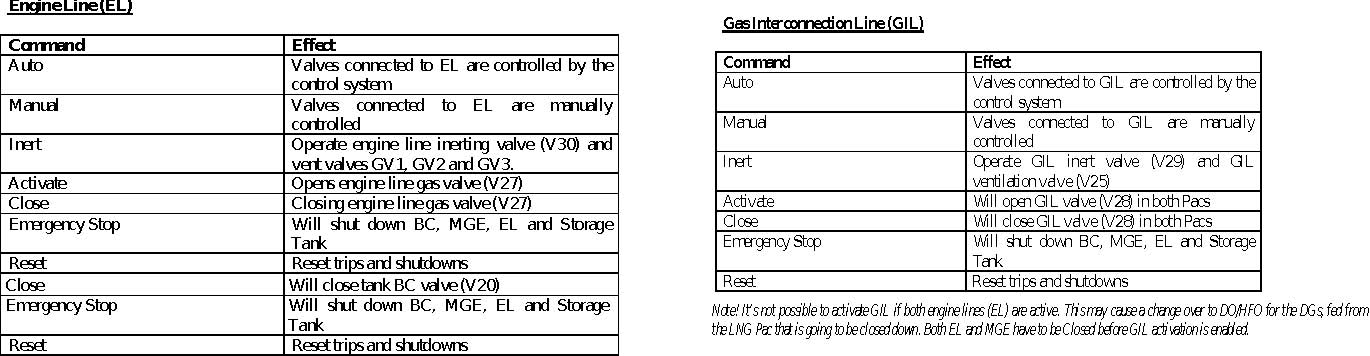 Engine Line (EL)
Command Effect
Auto Valves connected to EL are controlled by the
control system
Manual Valves connected to EL are manually
controlled
Inert Operate engine line inerting valve (V30) and
vent valves GV1, GV2 and GV3.
Activate Opens engine line gas valve (V27)
Close Closing engine line gas valve (V27)
Emergency Stop Will shut down BC, MGE, EL and Storage
Tank
Reset Reset trips and shutdowns
Close Will close tank BC valve (V20)
Emergency Stop Will shut down BC, MGE, EL and Storage
Tank
Reset Reset trips and shutdowns
Gas Interconnection Line (GIL)
Command Effect
Auto Valves connected to GIL are controlled by the
control system
Manual Valves connected to GIL are manually
controlled
Inert Operate GIL inert valve (V29) and GIL
ventilation valve (V25)
Activate Will open GIL valve (V28) in both Pacs
Close Will close GIL valve (V28) in both Pacs
Emergency Stop Will shut down BC, MGE, EL and Storage
Tank
Reset Reset trips and shutdowns
Note! It's not possible to activate GIL if both engine lines (EL) are active. This may cause a change over to DO/HFO for the DGs, fed from
the LNG Pac that is going to be closed down. Both EL and MGE have to be Closed before GIL activation is enabled.